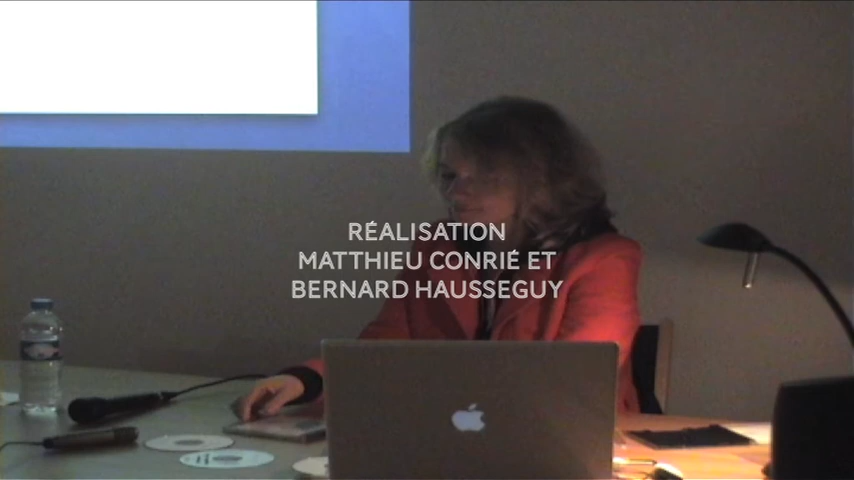 RÉALISATION
MATTHIEU CONRIÉ ET
BERNARD HAUSSEGUY